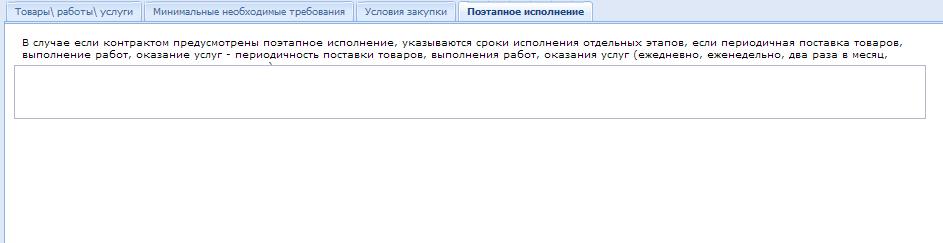 Товары\ работы\ услуги
Минимальные необходимые требования
Условия закупки
Поэтапное исполнение
В случае если контрактом предусмотрены поэтапное исполнение, указываются сроки исполнения отдельных этапов, если периодичная поставка товаров,
выполнение работ, оказание услуг - периодичность поставки товаров, выполнения работ, оказания услуг (ежедневно, еженедельно, два раза в месяц,